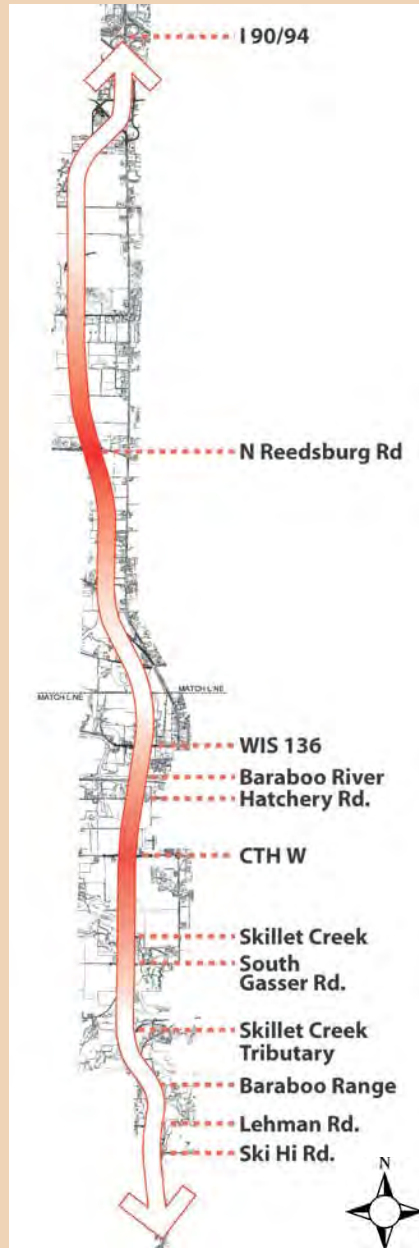 I 90/94
N Reedsburg Rd
MATCH LINE
MATCH LINE
WIS 136
Baraboo River
Hatchery Rd.
CTH W
Skillet Creek
South
Gasser Rd.
Skillet Creek
Tributary
Baraboo Range
Lehman Rd.
Ski Hi Rd.
N